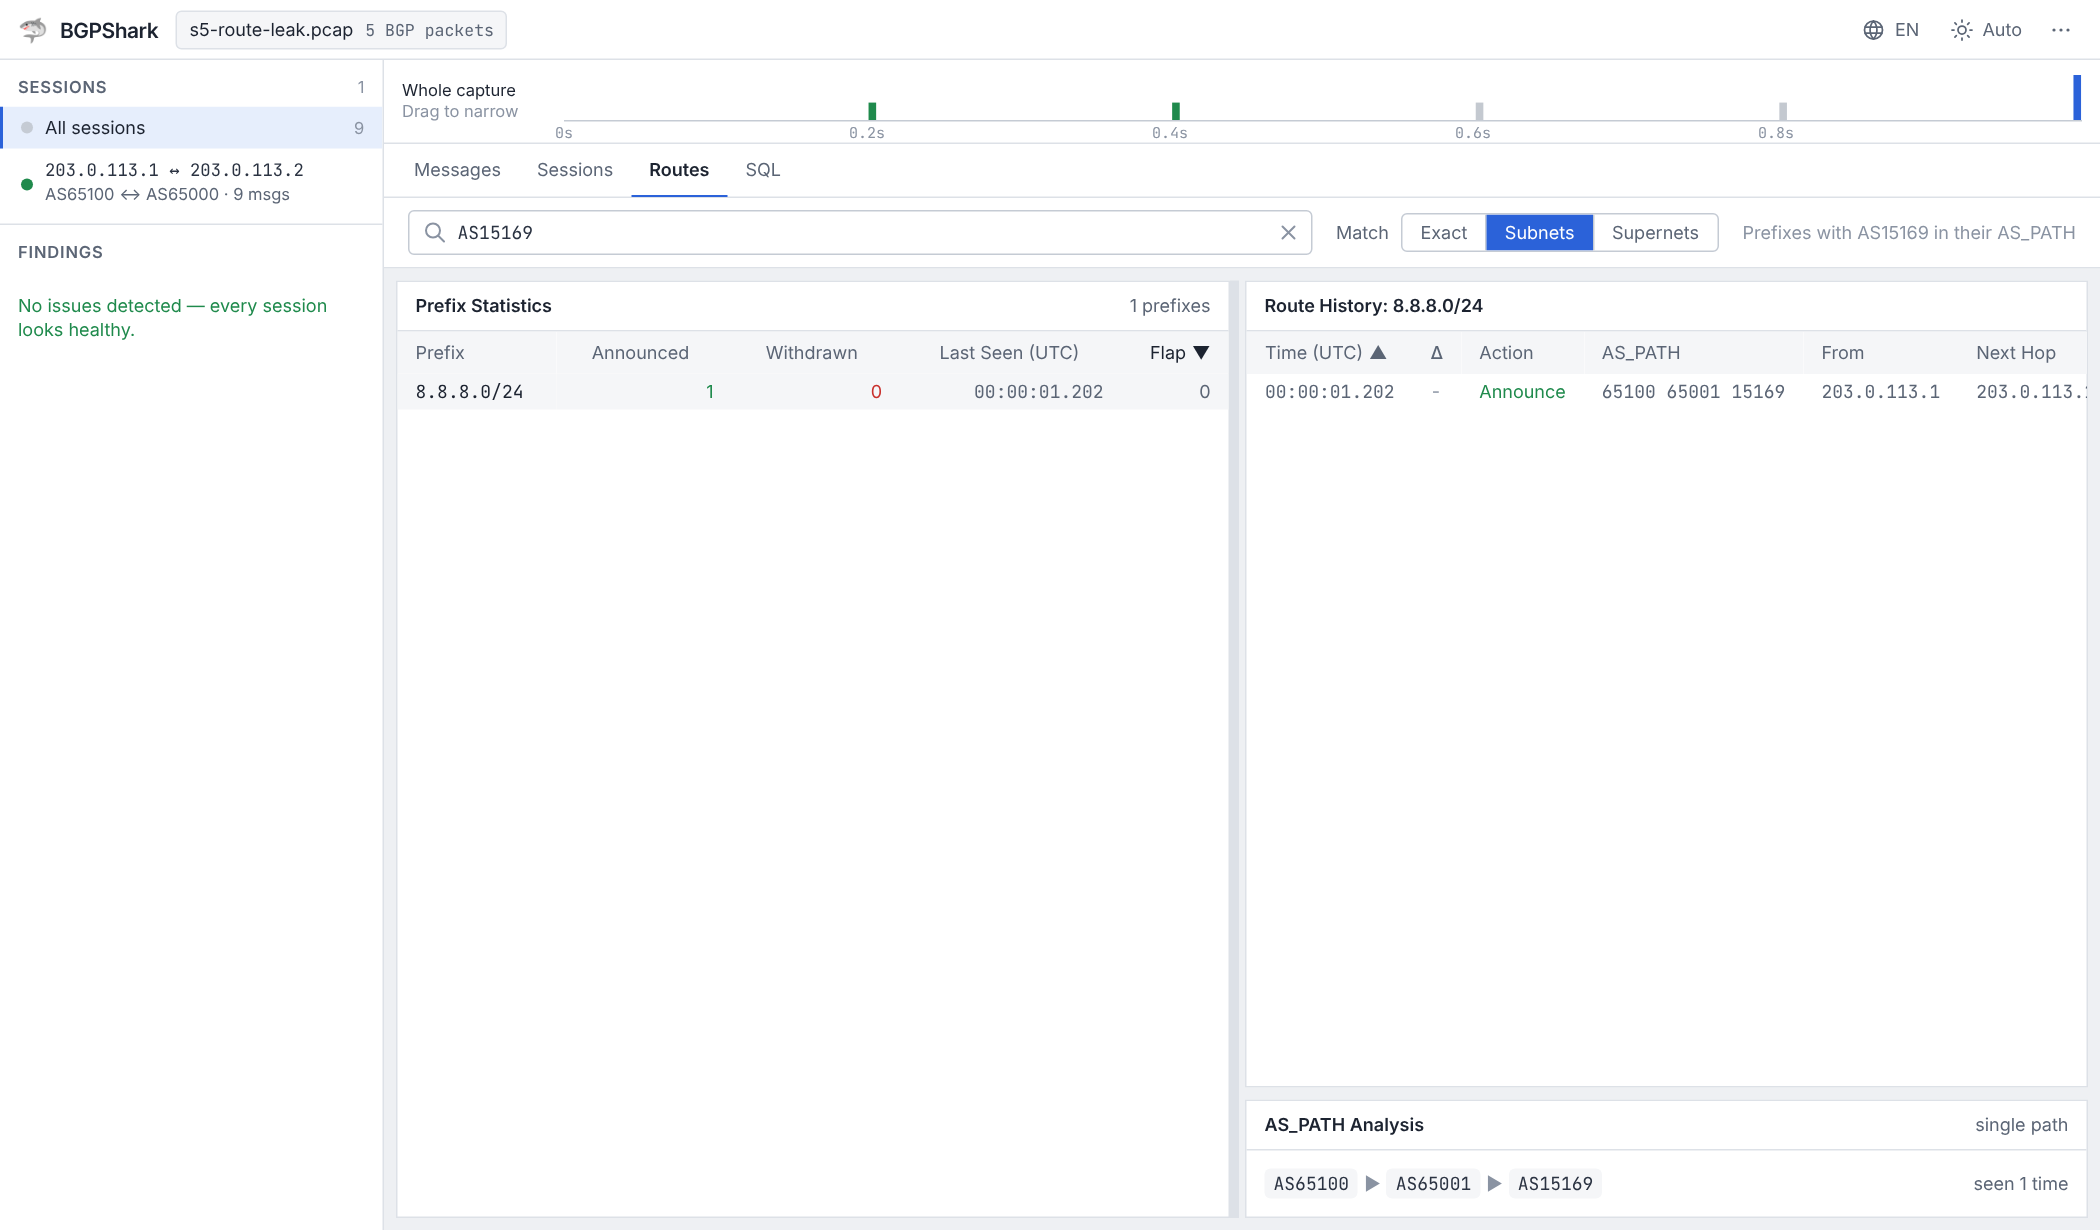 BGPShark
s5-route-leak.pcap 5 BGP packets
EN
Auto
SESSIONS 1
All sessions 9
203.0.113.1 ↔ 203.0.113.2
AS65100 ↔ AS65000 · 9 msgs
FINDINGS
No issues detected — every session
looks healthy.
Whole capture
Drag to narrow
0s 0.2s 0.4s 0.6s 0.8s
Messages Sessions Routes SQL
AS15169
Match Exact Subnets Supernets Prefixes with AS15169 in their AS_PATH
Prefix Statistics 1 prefixes
Prefix Announced Withdrawn Last Seen (UTC) Flap ▼
8.8.8.0/24 1 0 00:00:01.202 0
Route History: 8.8.8.0/24
Time (UTC) ▲ Δ Action AS_PATH From Next Hop
00:00:01.202 - Announce 65100 65001 15169 203.0.113.1 203.0.113.
AS_PATH Analysis single path
AS65100 ▶ AS65001 ▶ AS15169 seen 1 time